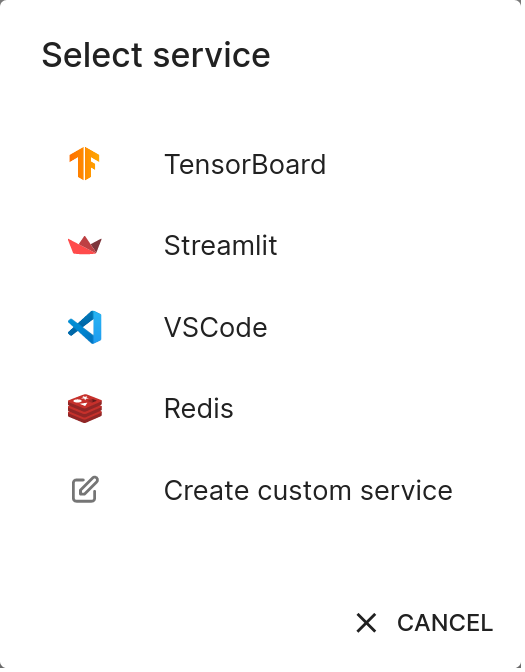 Select service
TensorBoard
Streamlit
VSCode
Redis
Create custom service
CANCEL